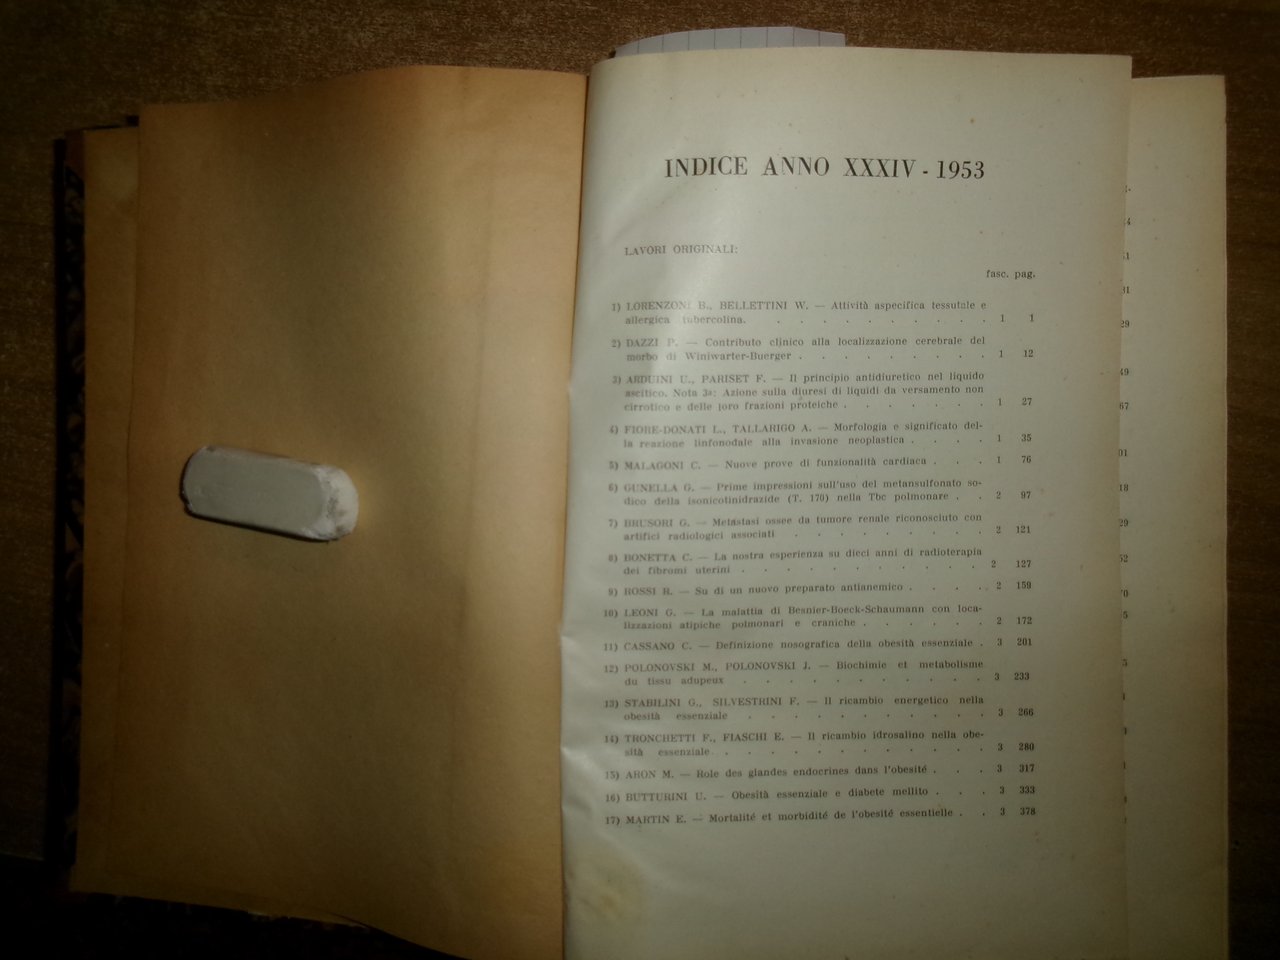 INDICE ANNO XXXIV - 1953
LAVORI ORIGINALI:
fasc. pag.
1) LORENZONI B., BELLETTINI W. — Attività aspecifica tessutale e
allergica tubercolina. . . . . . . . . . 1 1
2) DAZZI P. — Contributo clinico alla localizzazione cerebrale del
morbo di Winiwarter-Buerger . . . . . . . . . 1 12
3) ARDUINI U., PARISET F. — Il principio antidiuretico nel liquido
ascitico. Nota 3a: Azione sulla diuresi di liquidi da versamento non
cirrotico e delle loro frazioni proteiche . . . . . . . 1 27
4) FIORE-DONATI L., TALLARIGO A. — Morfologia e significato del-
la reazione linfonodale alla invasione neoplastica . . . . 1 35
5) MALAGONI C. — Nuove prove di funzionalità cardiaca . . . 1 76
6) GUNELLA G. — Prime impressioni sull'uso del metansulfonato so-
dico della isonicotinidrazide (T. 170) nella Tbc polmonare . . 2 97
7) BRUSORI G. — Metastasi ossee da tumore renale riconosciuto con
artifici radiologici associati . . . . . . . . 2 121
8) BONETTA C. — La nostra esperienza su dieci anni di radioterapia
dei fibromi uterini . . . . . . . . . . . 2 127
9) ROSSI R. — Su di un nuovo preparato antianemico . . . . 2 159
10) LEONI G. — La malattia di Besnier-Boeck-Schaumann con loca-
lizzazioni atipiche polmonari e craniche . . . . . . 2 172
11) CASSANO C. — Definizione nosografica della obesità essenziale . 3 201
12) POLONOVSKI M., POLONOVSKI J. — Biochimie et metabolisme
du tissu adupeux . . . . . . . . . . . 3 233
13) STABILINI G., SILVESTRINI F. — Il ricambio energetico nella
obesità essenziale . . . . . . . . . . . 3 266
14) TRONCHETTI F., FIASCHI E. — Il ricambio idrosalino nella obe-
sità essenziale . . . . . . . . . . . . 3 280
15) ARON M. — Role des glandes endocrines dans l'obesité . . . 3 317
16) BUTTURINI U. — Obesità essenziale e diabete mellito . . . 3 333
17) MARTIN E. — Mortalité et morbidité de l'obesité essentielle . . 3 378